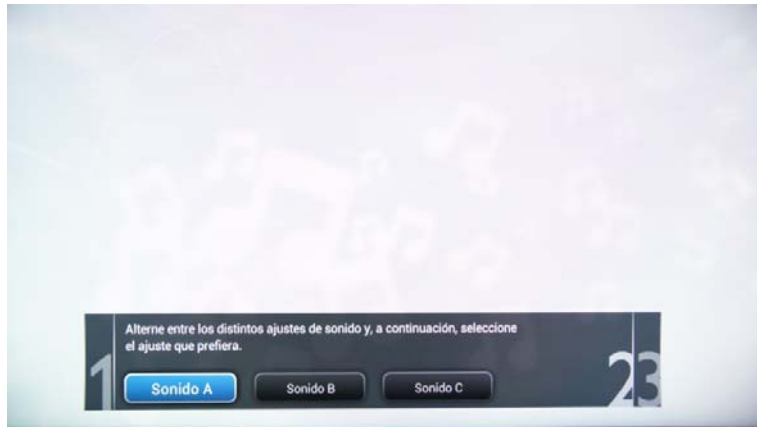 Alterne entre los distintos ajustes de sonido y, a continuación, seleccione
el ajuste que prefiera.
1
Sonido A
Sonido B
Sonido C
2
3